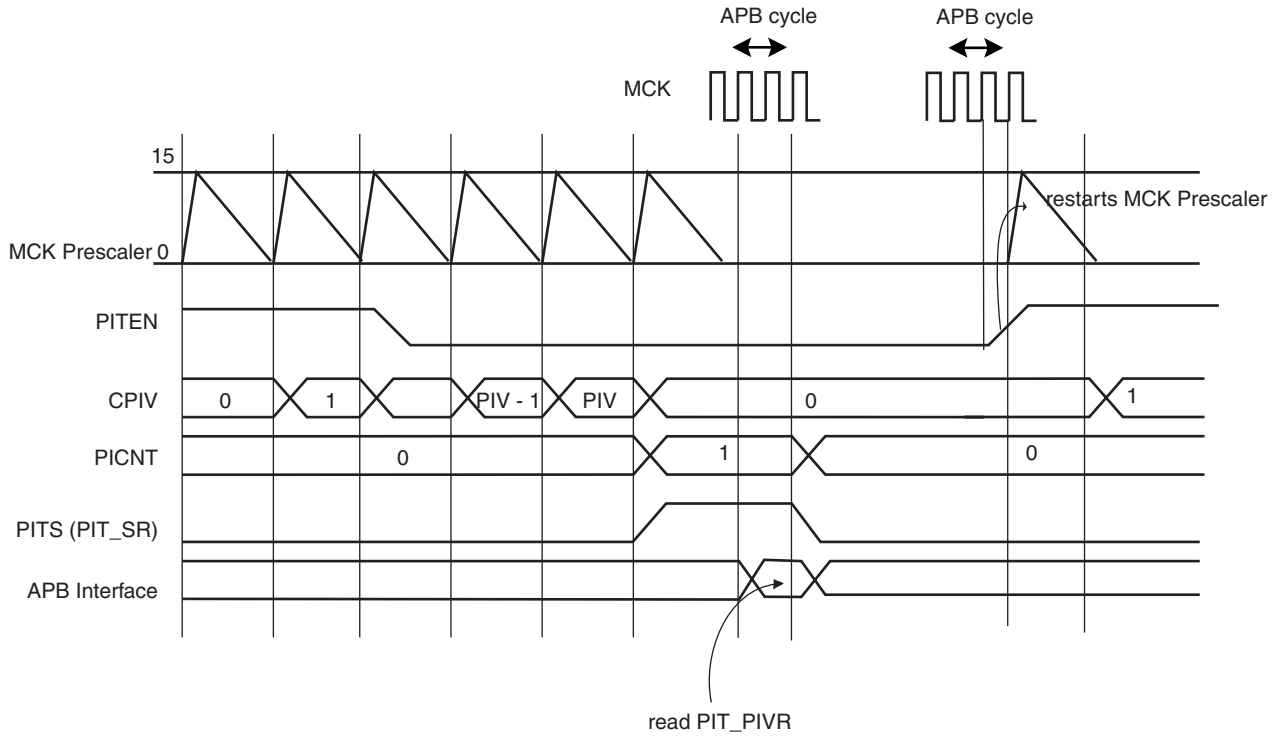 APB cycle
APB cycle
MCK
15
restarts MCK Prescaler
MCK Prescaler 0
PITEN
CPIV
0
1
PIV - 1
PIV
0
1
PICNT
0
1
0
PITS (PIT_SR)
APB Interface
read PIT_PIVR